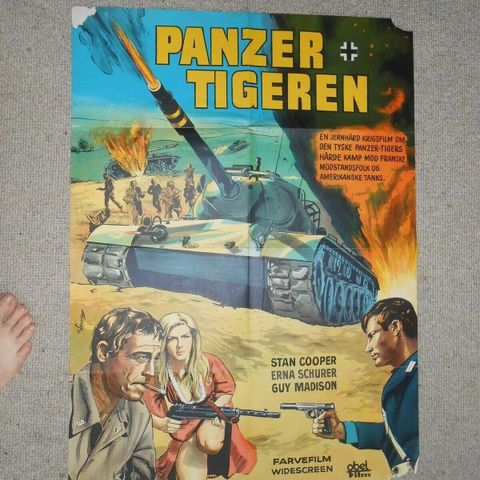 PANZER
TIGEREN
EN JERNHÅRD KRIGSFILM OM
DEN TYSKE PANZER-TIGERS
HÅRDE KAMP MOD FRANSKE
MODSTANDSFOLK OG
AMERIKANSKE TANKS.
STAN COOPER
ERNA SCHURER
GUY MADISON
FARVEFILM
WIDESCREEN
obel
film